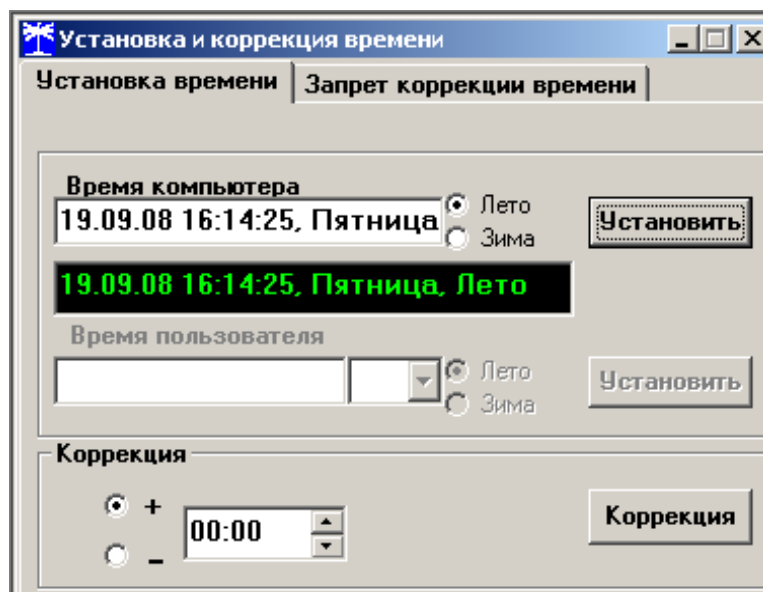 Установка и коррекция времени
Установка времени Запрет коррекции времени
Время компьютера
19.09.08 16:14:25, Пятница
Лето
Зима
Установить
19.09.08 16:14:25, Пятница, Лето
Время пользователя
Лето
Зима
Установить
Коррекция
+
00:00
–
Коррекция